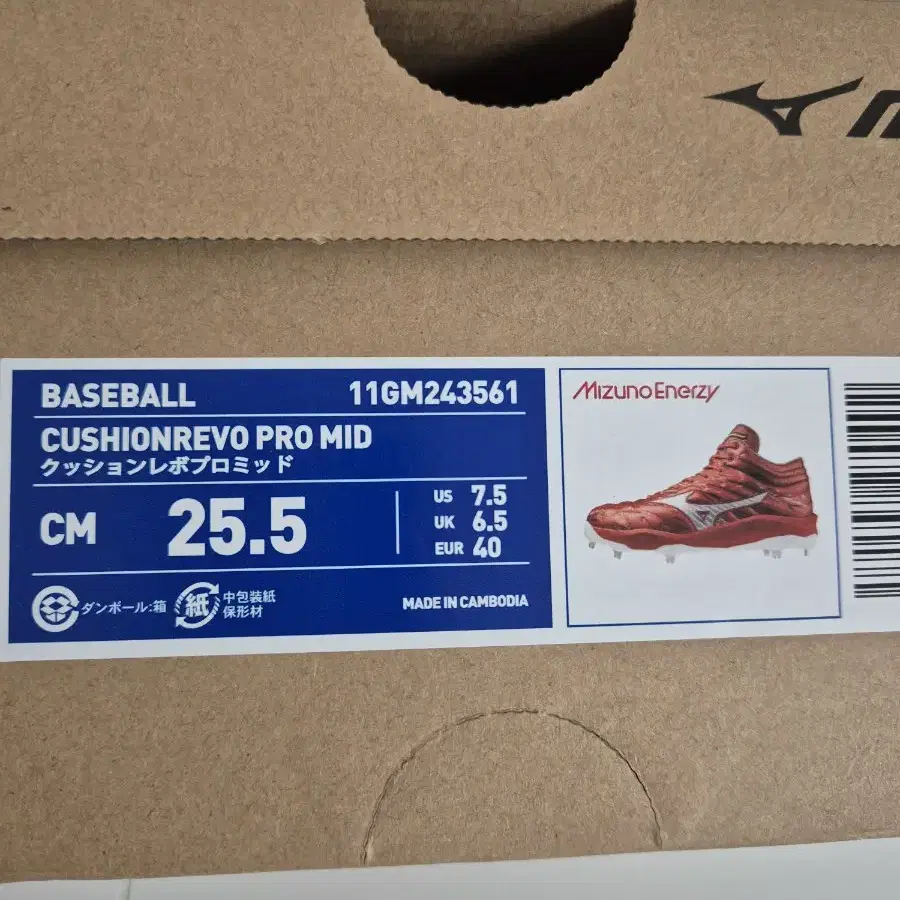 BASEBALL 11GM243561
CUSHIONREVO PRO MID
クッションレボプロミッド
CM 25.5
US 7.5
UK 6.5
EUR 40
ダンボール:箱
紙 中包装紙
保形材
MADE IN CAMBODIA
Mizuno Enerzy